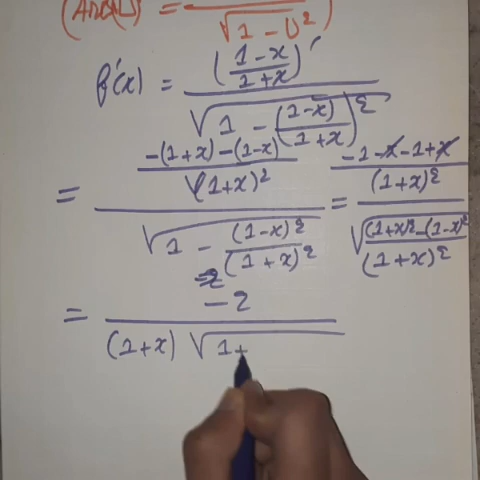 (Arcsin U)' = / √1 - U²
f'(x) = ((1-x)/(1+x))' / √1 - ((1-x)/(1+x))²
= (-(1+x) - (1-x))/(1+x)² / √1 - (1-x)²/(1+x)² = (-1-x-1+x)/(1+x)² / √((1+x)² - (1-x)²)/(1+x)²
= -2 / (1+x) √1+